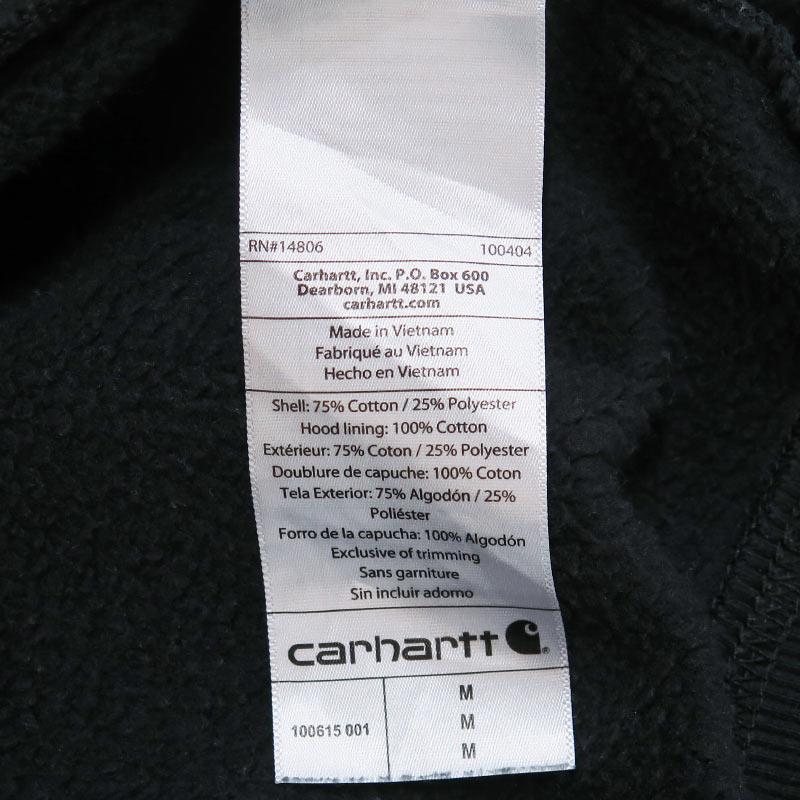 RN#14806 100404
Carhartt, Inc. P.O. Box 600
Dearborn, MI 48121 USA
carhartt.com
Made in Vietnam
Fabriqué au Vietnam
Hecho en Vietnam
Shell: 75% Cotton / 25% Polyester
Hood lining: 100% Cotton
Extérieur: 75% Coton / 25% Polyester
Doublure de capuche: 100% Coton
Tela Exterior: 75% Algodón / 25%
Poliéster
Forro de la capucha: 100% Algodón
Exclusive of trimming
Sans garniture
Sin incluir adorno
carhartt
100615 001
M
M
M